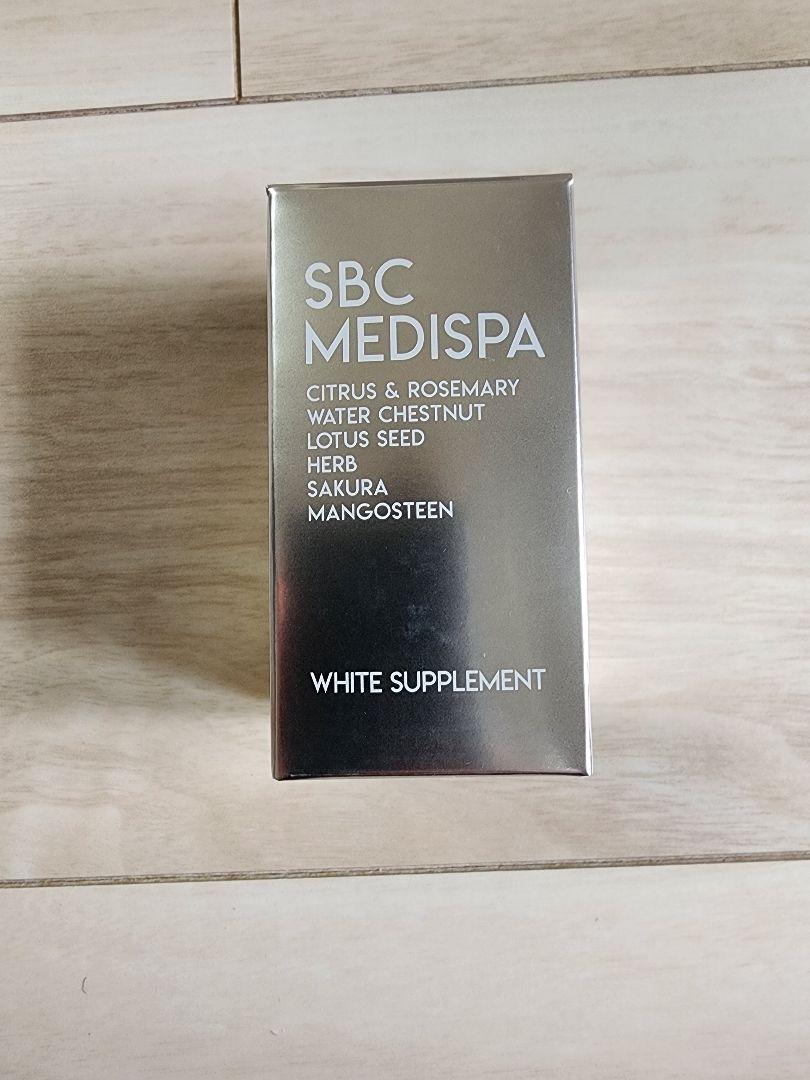 SBC
MEDISPA
CITRUS & ROSEMARY
WATER CHESTNUT
LOTUS SEED
HERB
SAKURA
MANGOSTEEN
WHITE SUPPLEMENT